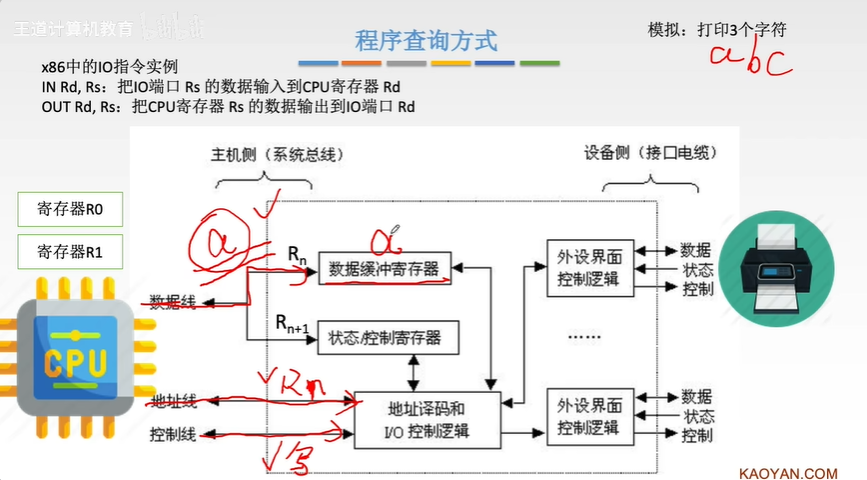 王道计算机教育
bilibili
程序查询方式
模拟：打印3个字符
abc
x86中的IO指令实例
IN Rd, Rs：把IO端口 Rs 的数据输入到CPU寄存器 Rd
OUT Rd, Rs：把CPU寄存器 Rs 的数据输出到IO端口 Rd
主机侧（系统总线）
设备侧（接口电缆）
寄存器R0
寄存器R1
a
a
Rn
数据缓冲寄存器
外设界面
控制逻辑
数据
状态
控制
数据线
Rn+1
状态/控制寄存器
……
CPU
Rn
地址线
控制线
写
地址译码和
I/O 控制逻辑
外设界面
控制逻辑
数据
状态
控制
KAOYAN.COM